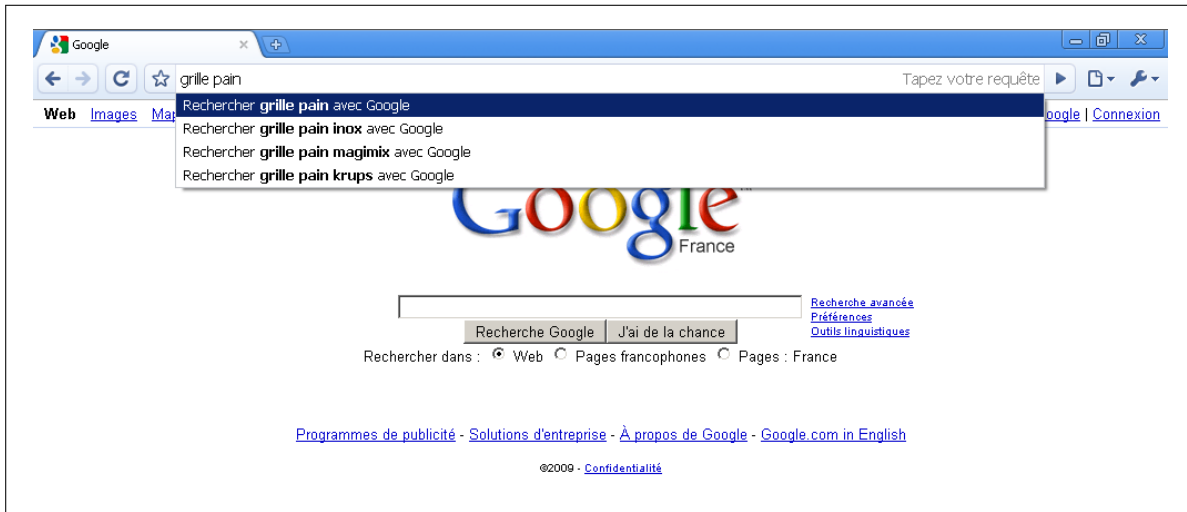 Google
grille pain Tapez votre requête
Rechercher grille pain avec Google
Web Images Ma oogle | Connexion
Rechercher grille pain inox avec Google
Rechercher grille pain magimix avec Google
Rechercher grille pain krups avec Google
Google
France
Recherche avancée
Préférences
Recherche Google J'ai de la chance Outils linguistiques
Rechercher dans : Web Pages francophones Pages : France
Programmes de publicité - Solutions d'entreprise - À propos de Google - Google.com in English
©2009 - Confidentialité